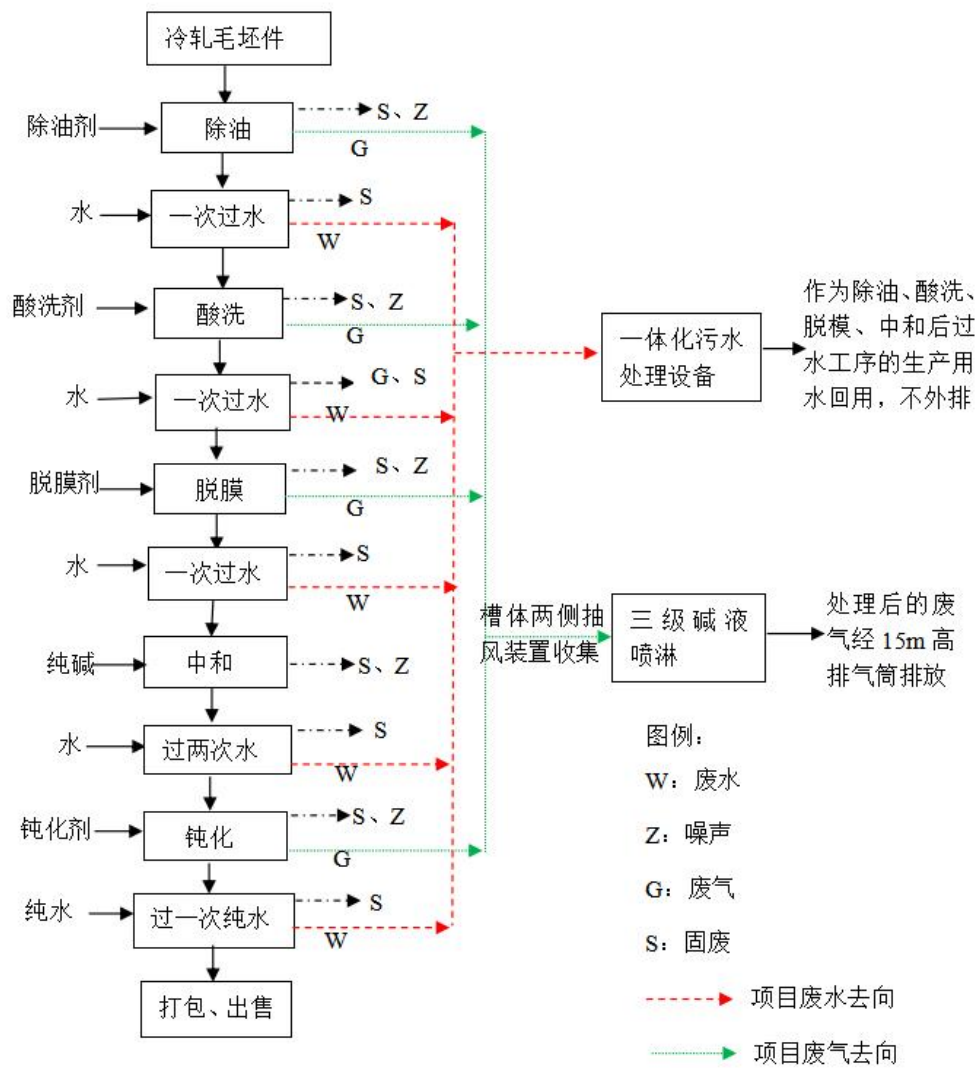 冷轧毛坯件
除油剂
除油
S、Z
G
水
一次过水
S
W
酸洗剂
酸洗
S、Z
G
水
一次过水
G、S
W
脱膜剂
脱膜
S、Z
G
水
一次过水
S
W
纯碱
中和
S、Z
水
过两次水
S
W
钝化剂
钝化
S、Z
G
纯水
过一次纯水
S
W
打包、出售
一体化污水
处理设备
作为除油、酸洗、
脱模、中和后过
水工序的生产用
水回用，不外排
槽体两侧抽
风装置收集
三级碱液
喷淋
处理后的废
气经 15m 高
排气筒排放
图例：
W：废水
Z：噪声
G：废气
S：固废
项目废水去向
项目废气去向